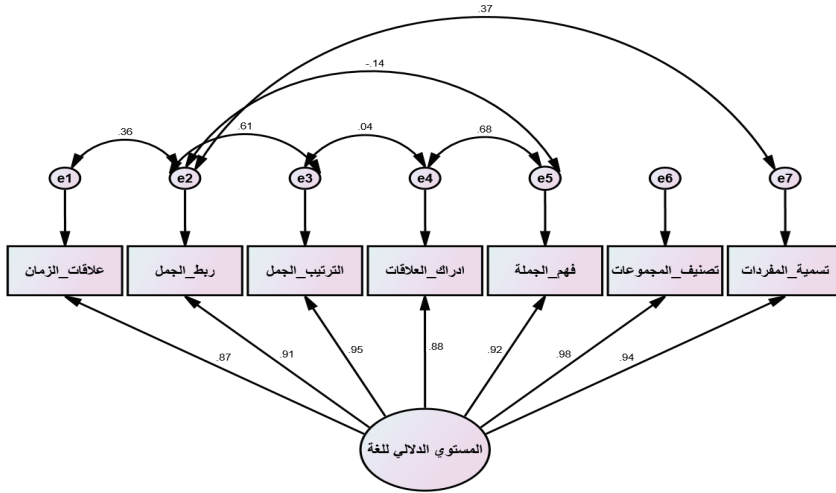 .37
-.14
.36
.61
.04
.68
e1
e2
e3
e4
e5
e6
e7
علاقات_الزمان
ربط_الجمل
الترتيب_الجمل
ادراك_العلاقات
فهم_الجملة
تصنيف_المجموعات
تسمية_المفردات
.87
.91
.95
.88
.92
.98
.94
المستوي الدلالي للغة